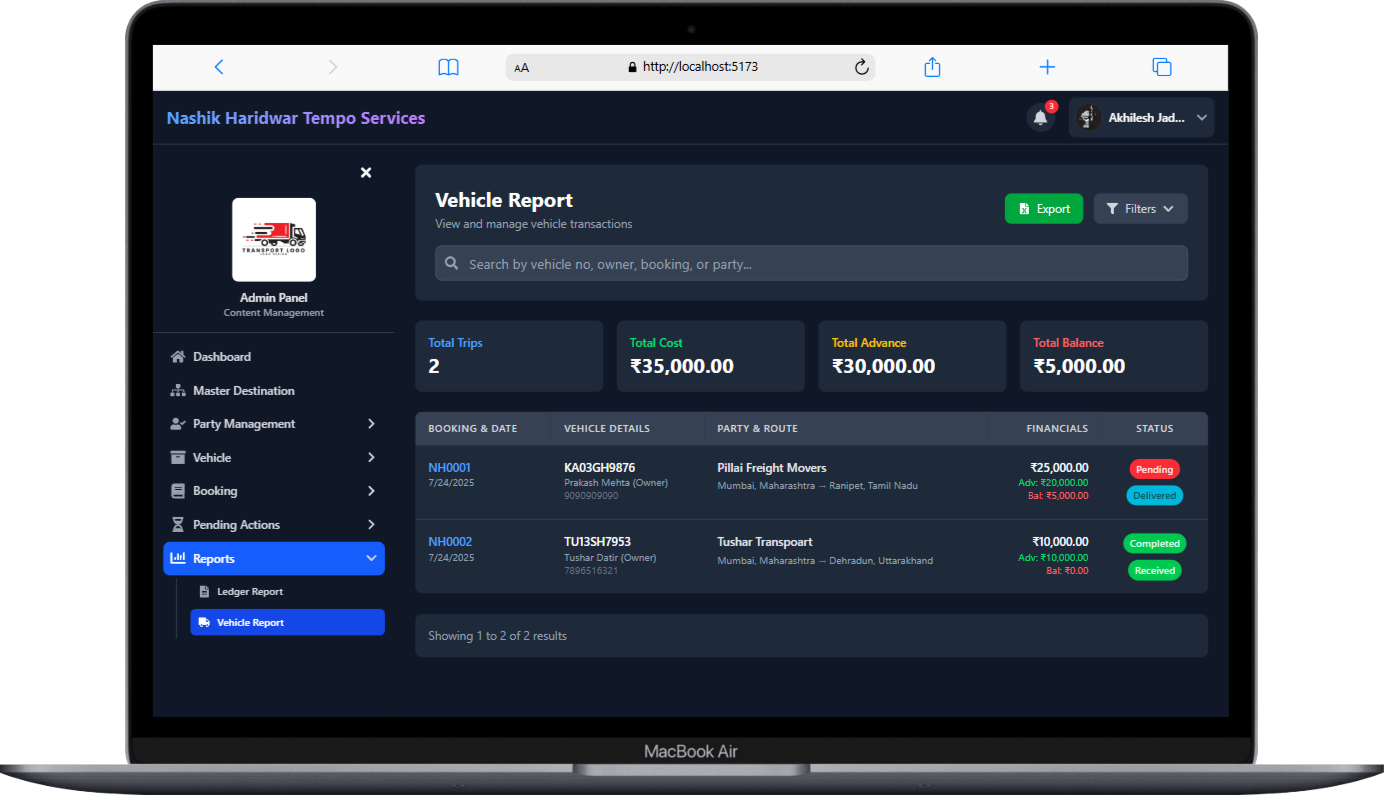 AA
http://localhost:5173
Nashik Haridwar Tempo Services
3
Akhilesh Jad...
TRANSPORT LOGO
Admin Panel
Content Management
Dashboard
Master Destination
Party Management
Vehicle
Booking
Pending Actions
Reports
Ledger Report
Vehicle Report
Vehicle Report
View and manage vehicle transactions
Export
Filters
Search by vehicle no, owner, booking, or party...
Total Trips
2
Total Cost
₹35,000.00
Total Advance
₹30,000.00
Total Balance
₹5,000.00
BOOKING & DATE VEHICLE DETAILS PARTY & ROUTE FINANCIALS STATUS
NH0001 KA03GH9876 Pillai Freight Movers ₹25,000.00 Pending
7/24/2025 Prakash Mehta (Owner) Mumbai, Maharashtra → Ranipet, Tamil Nadu Adv: ₹20,000.00
9090909090 Bal: ₹5,000.00 Delivered
NH0002 TU13SH7953 Tushar Transpoart ₹10,000.00 Completed
7/24/2025 Tushar Datir (Owner) Mumbai, Maharashtra → Dehradun, Uttarakhand Adv: ₹10,000.00
7896516321 Bal: ₹0.00 Received
Showing 1 to 2 of 2 results
MacBook Air